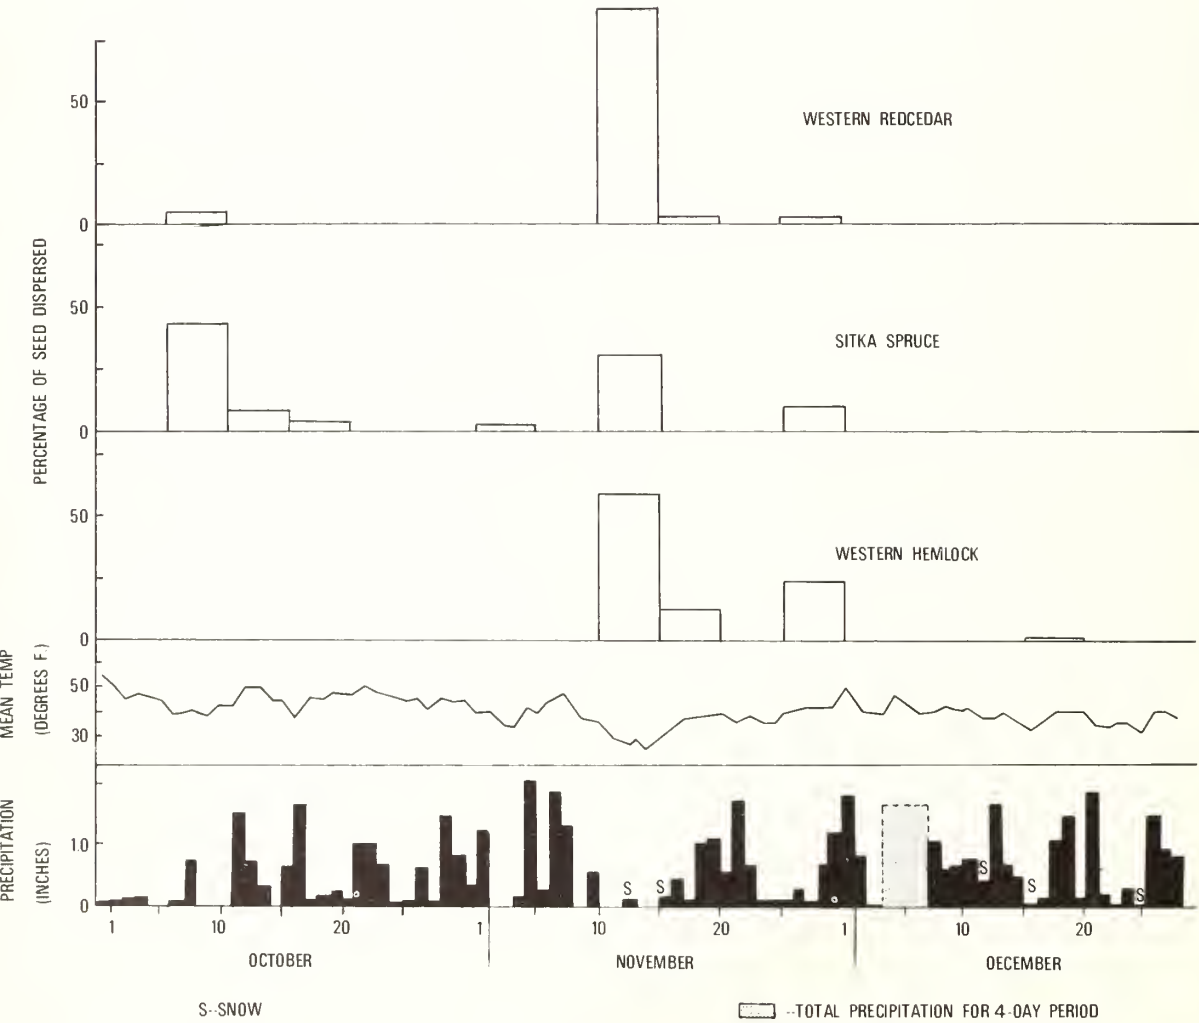 50
WESTERN REDCEDAR
0
PERCENTAGE OF SEED DISPERSED
50
SITKA SPRUCE
0
50
WESTERN HEMLOCK
0
MEAN TEMP
(DEGREES F.)
50
30
PRECIPITATION
(INCHES)
1.0
0
S S S S S
1 10 20 1 10 20 1 10 20
OCTOBER NOVEMBER DECEMBER
S--SNOW
--TOTAL PRECIPITATION FOR 4-DAY PERIOD